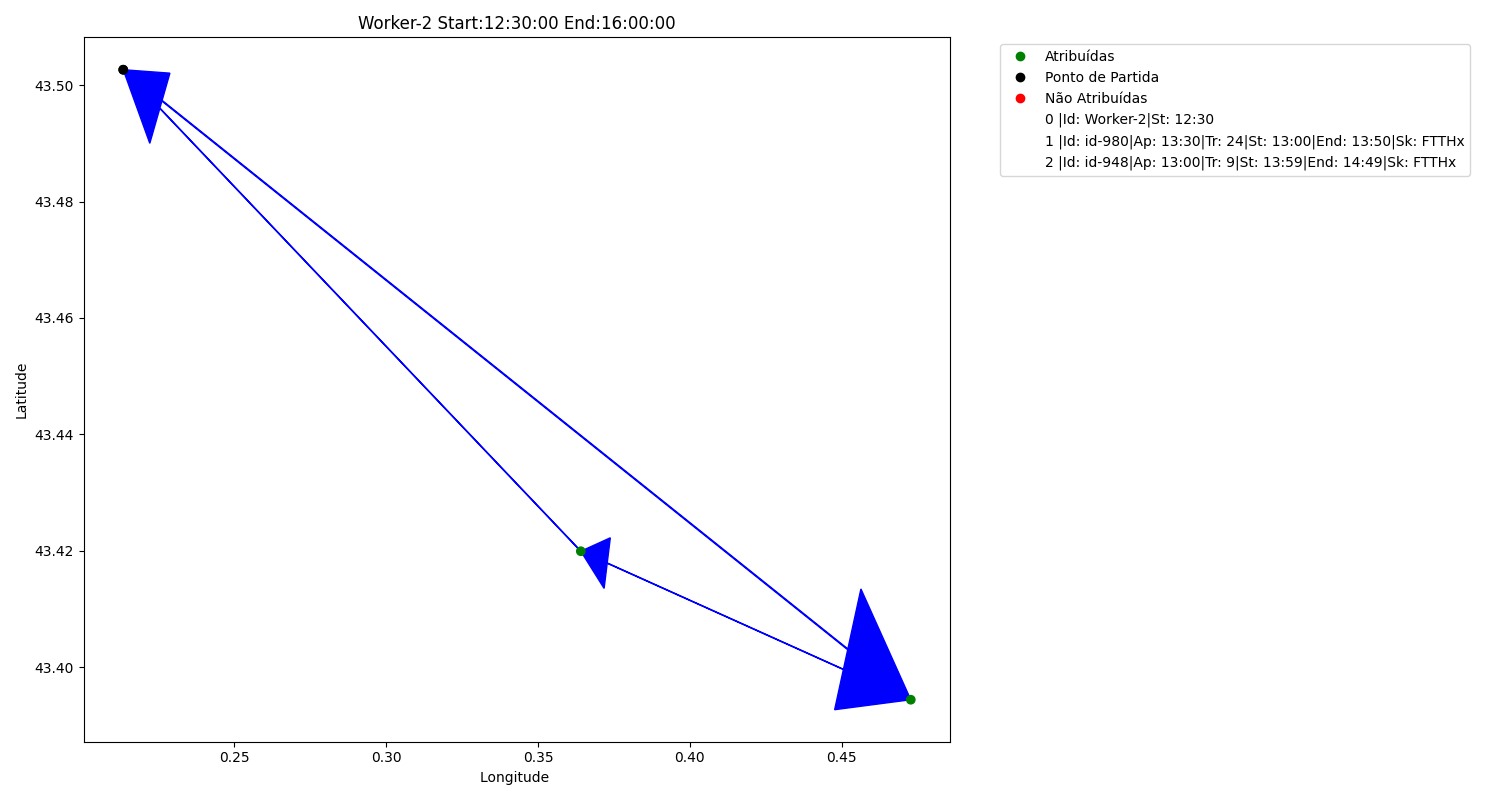 Worker-2 Start:12:30:00 End:16:00:00
Atribuídas
Ponto de Partida
Não Atribuídas
0 |Id: Worker-2|St: 12:30
1 |Id: id-980|Ap: 13:30|Tr: 24|St: 13:00|End: 13:50|Sk: FTTHx
2 |Id: id-948|Ap: 13:00|Tr: 9|St: 13:59|End: 14:49|Sk: FTTHx
Latitude
43.50
43.48
43.46
43.44
43.42
43.40
0.25
0.30
0.35
0.40
0.45
Longitude